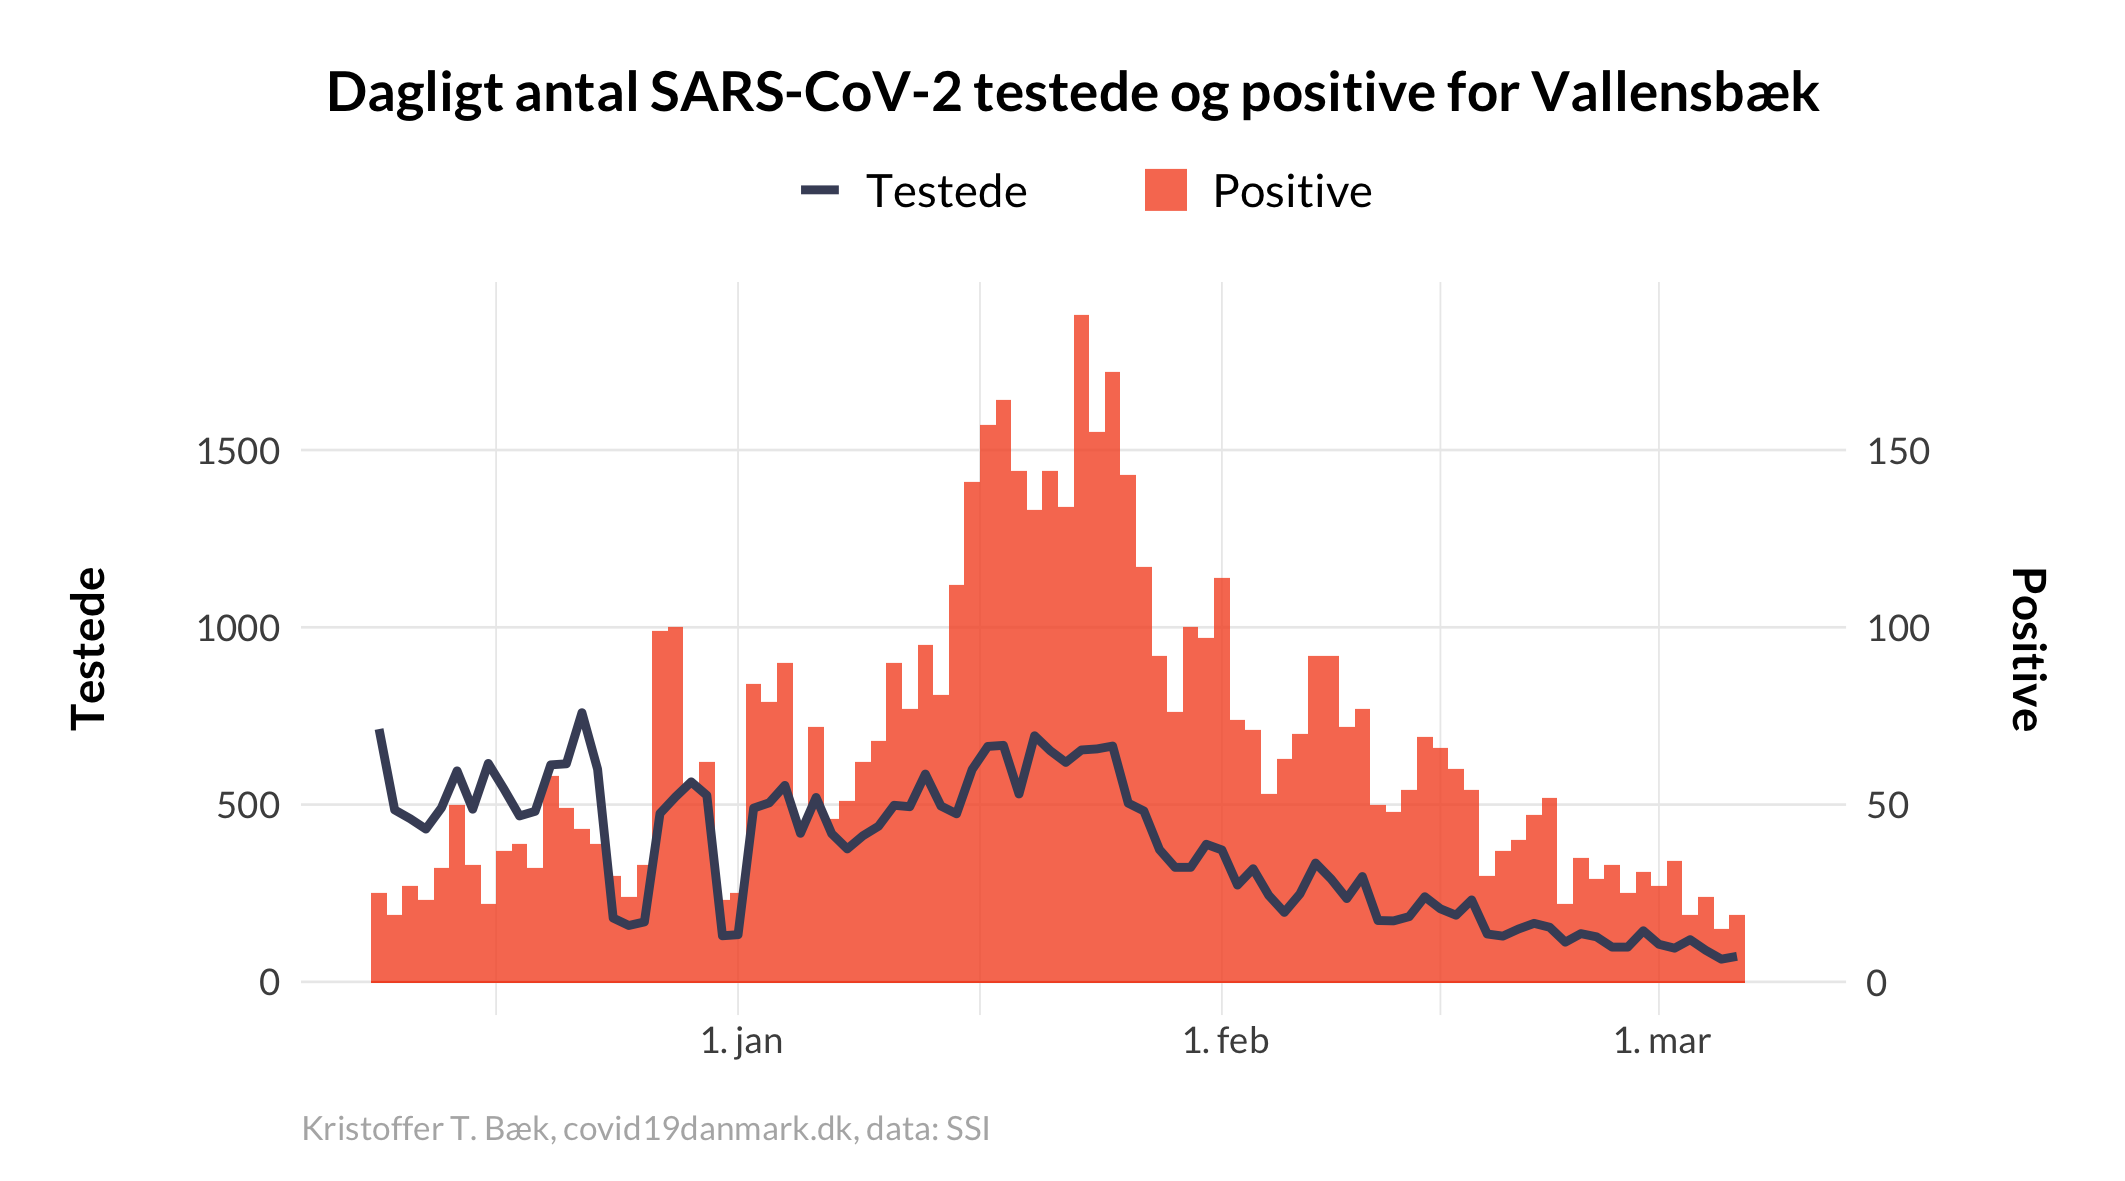 Dagligt antal SARS-CoV-2 testede og positive for Vallensbæk
Testede
Positive
Testede
1500
1000
500
0
150
100
50
0
Positive
1. jan
1. feb
1. mar
Kristoffer T. Bæk, covid19danmark.dk, data: SSI